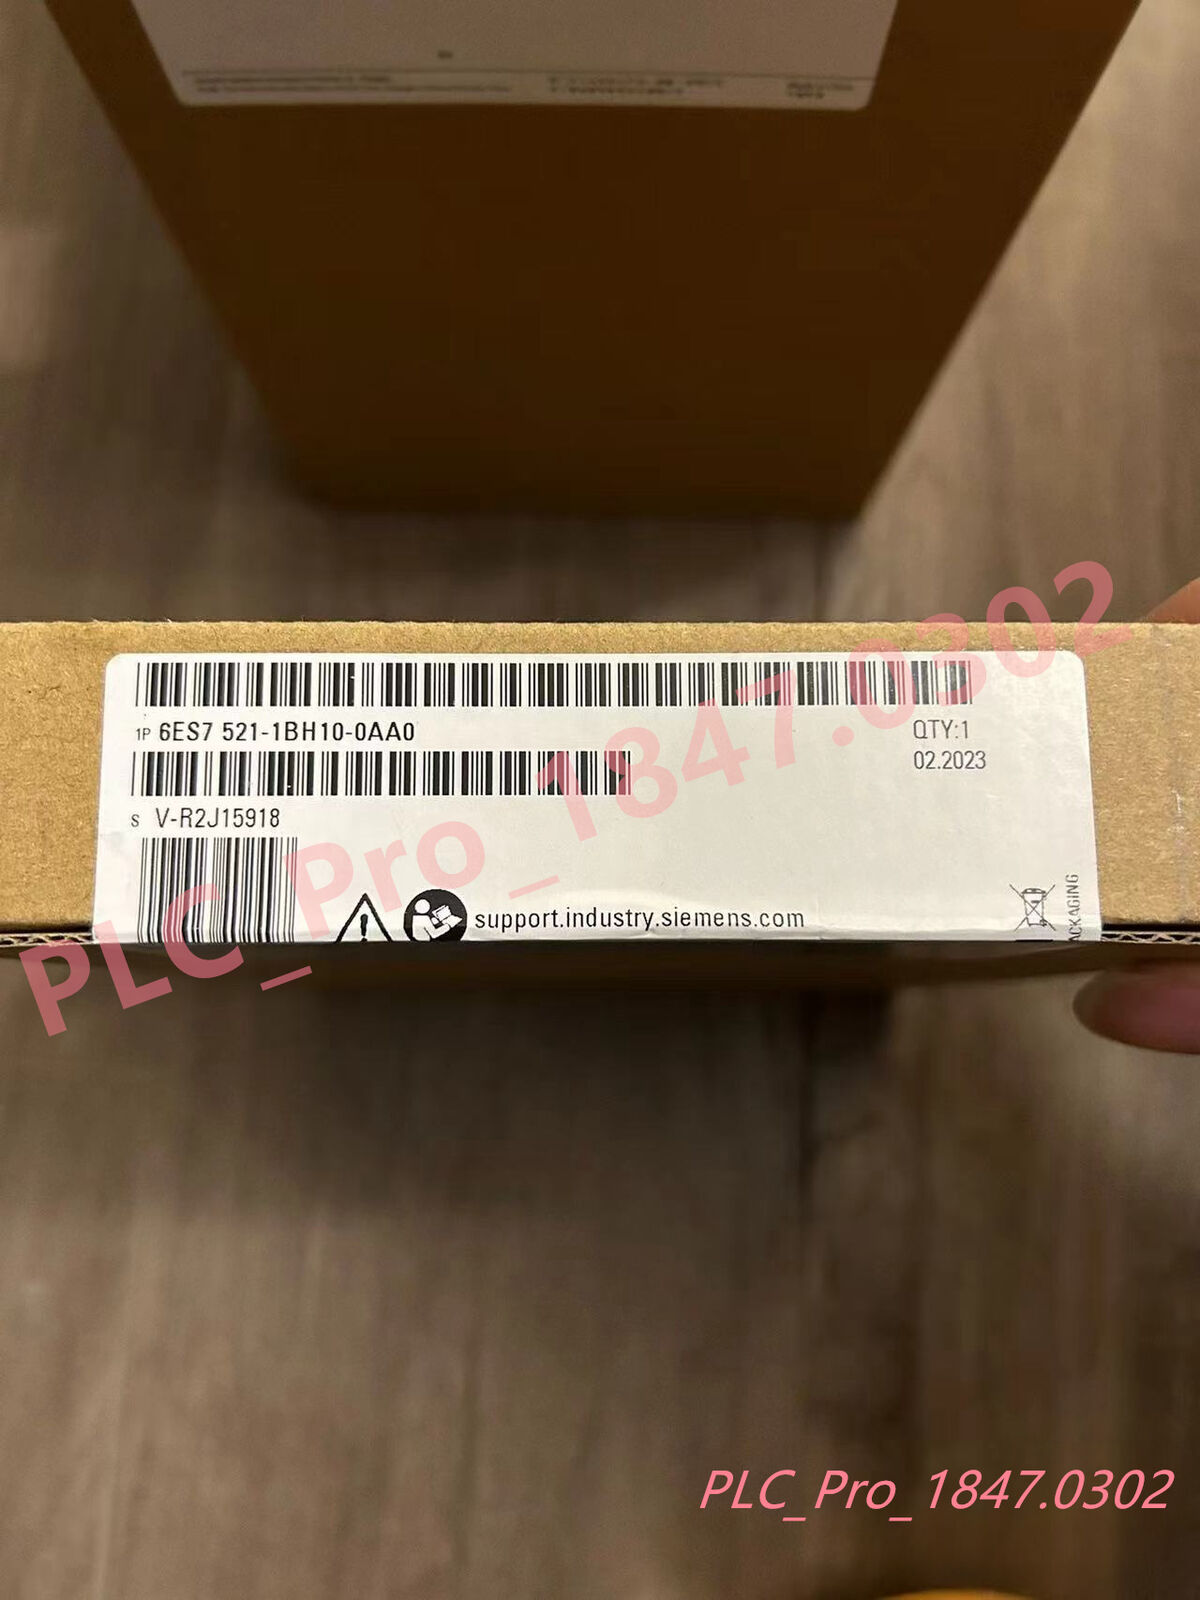 1P 6ES7 521-1BH10-0AA0
QTY:1
02.2023
S V-R2J15918
support.industry.siemens.com
PACKAGING
PLC_Pro_1847.0302
PLC_Pro_1847.0302